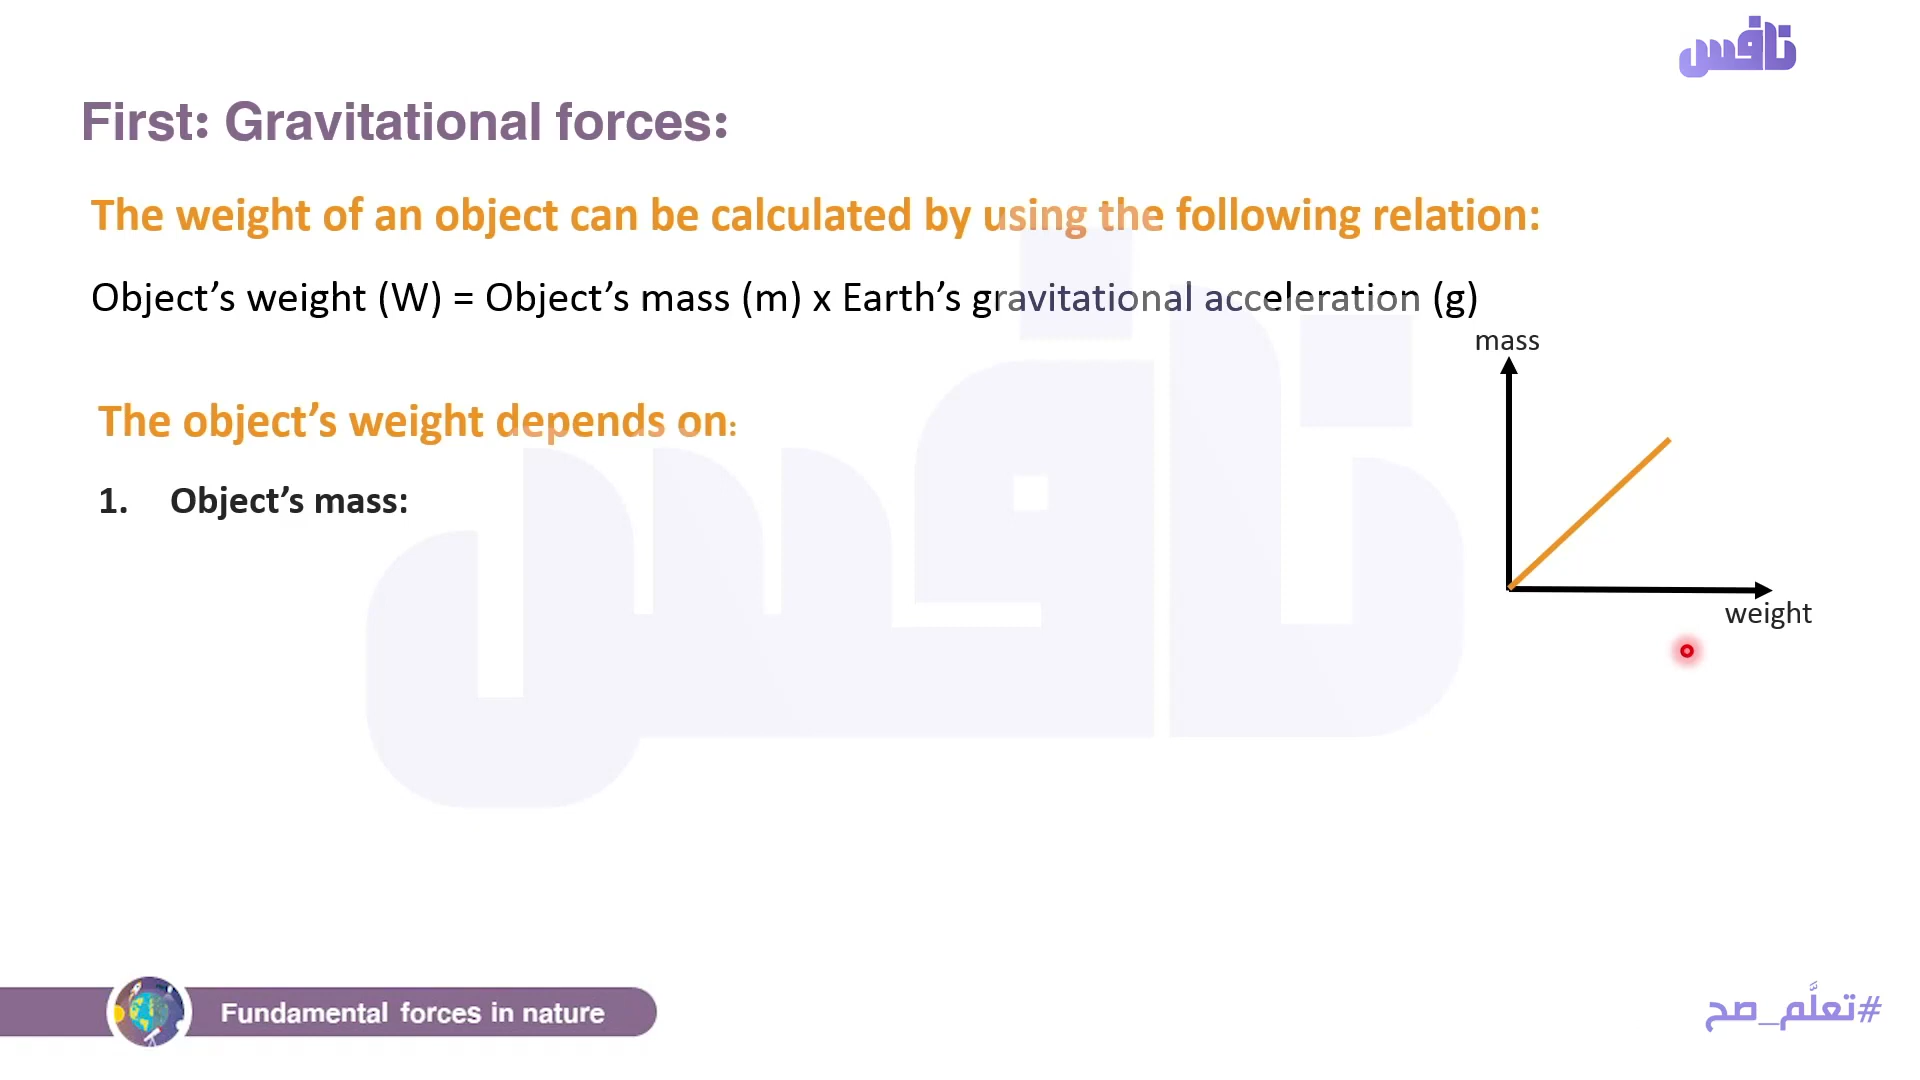 نافس
First: Gravitational forces:
The weight of an object can be calculated by using the following relation:
Object’s weight (W) = Object’s mass (m) x Earth’s gravitational acceleration (g)
mass
The object’s weight depends on:
1. Object’s mass:
weight
نافس
Fundamental forces in nature
#تعلَّم_صح